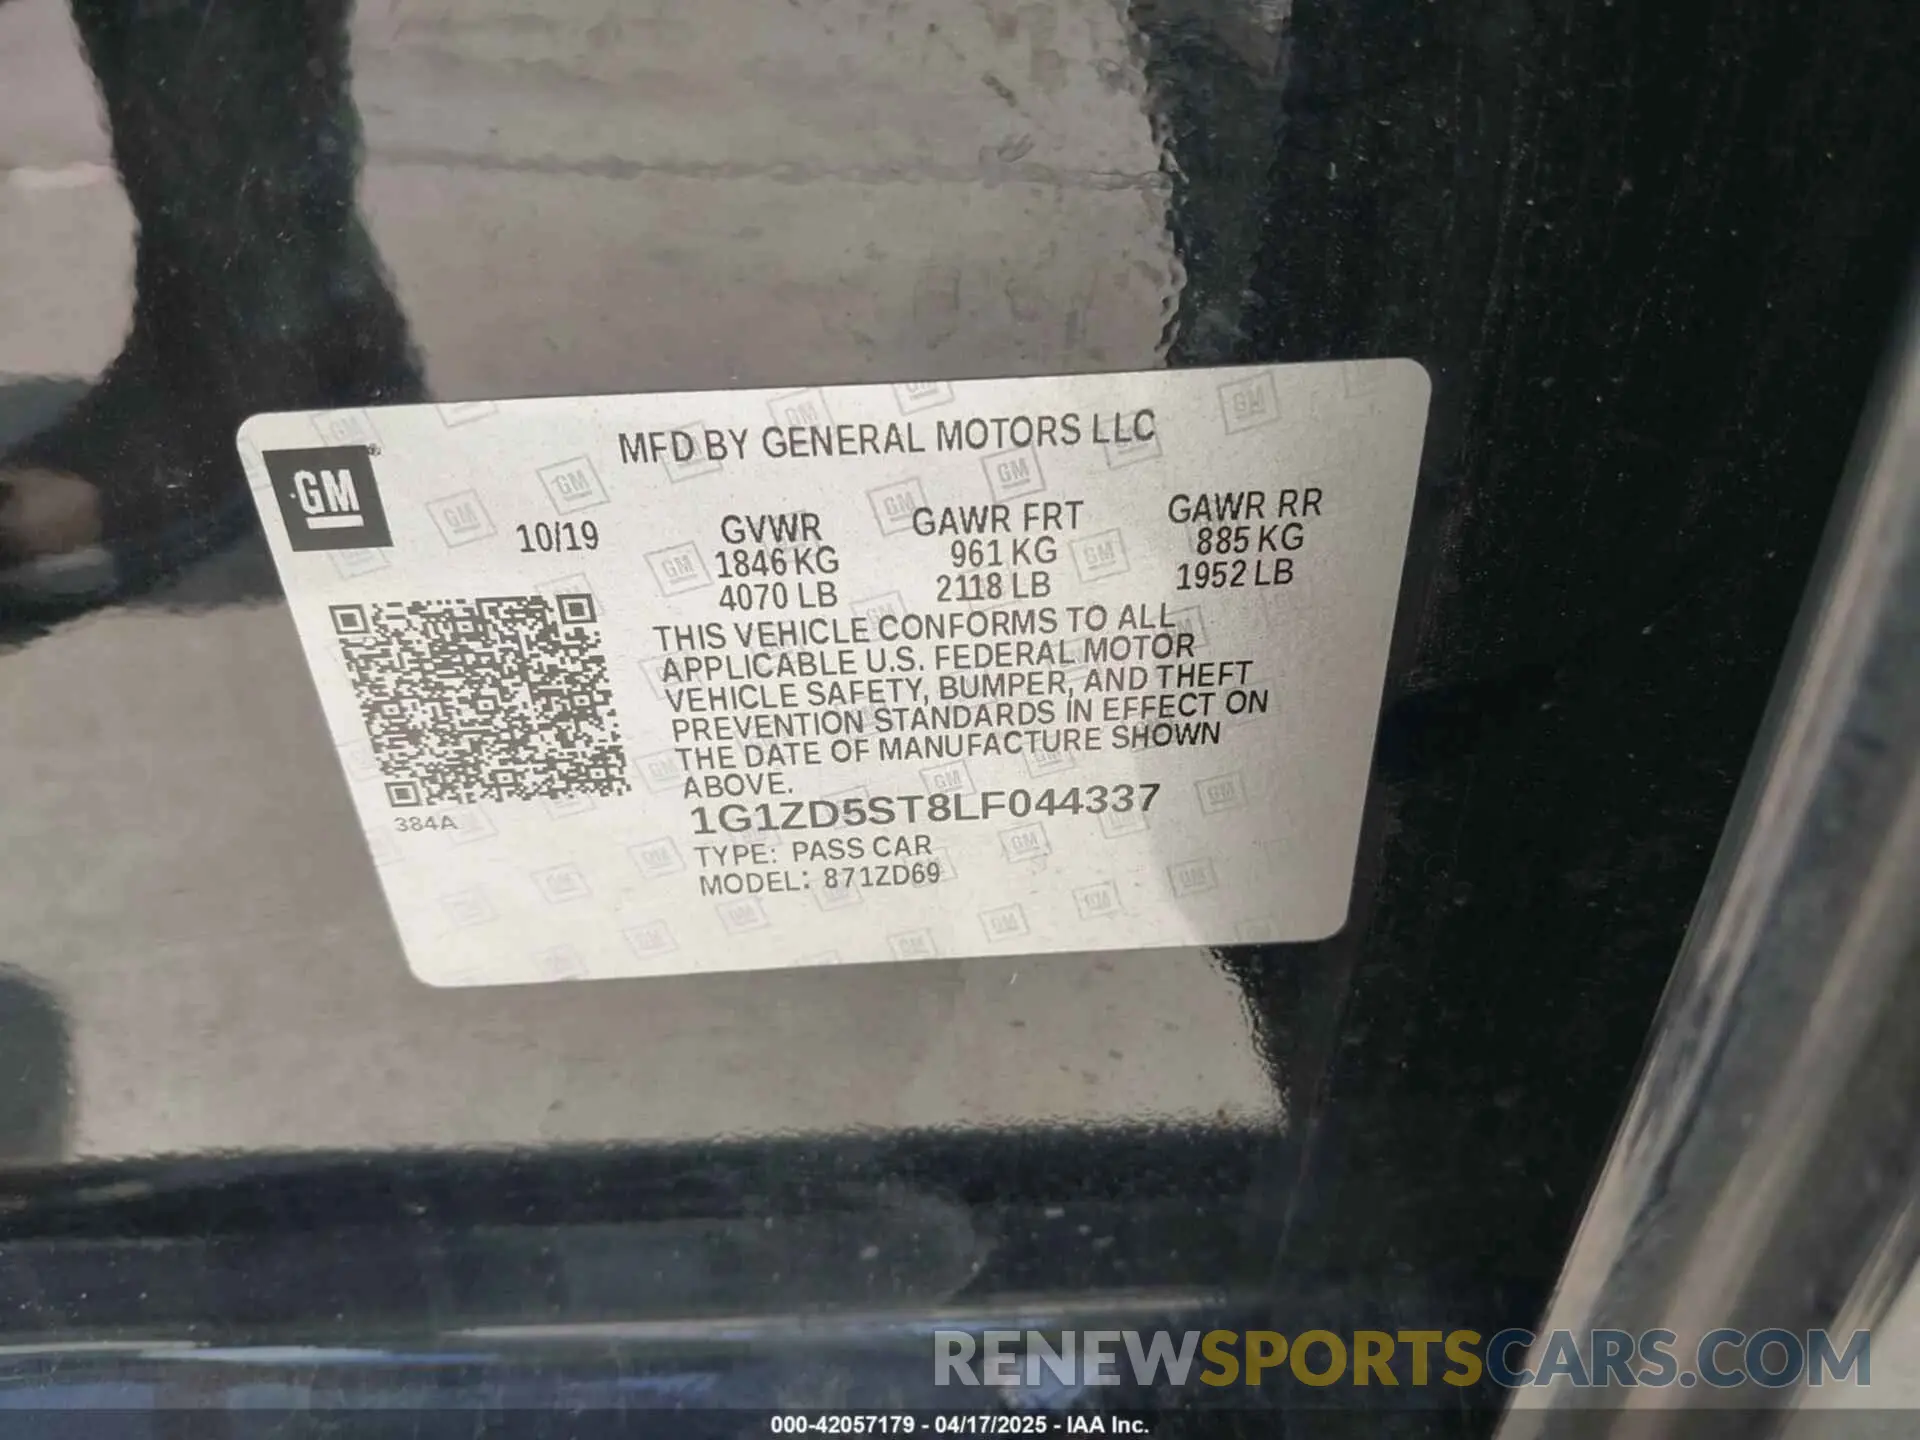 MFD BY GENERAL MOTORS LLC
GM
10/19
GVWR GAWR FRT GAWR RR
1846 KG 961 KG 885 KG
4070 LB 2118 LB 1952 LB
THIS VEHICLE CONFORMS TO ALL
APPLICABLE U.S. FEDERAL MOTOR
VEHICLE SAFETY, BUMPER, AND THEFT
PREVENTION STANDARDS IN EFFECT ON
THE DATE OF MANUFACTURE SHOWN
ABOVE.
384A
1G1ZD5ST8LF044337
TYPE: PASS CAR
MODEL: 871ZD69
RENEWSPORTSCARS.COM
000-42057179 - 04/17/2025 - IAA Inc.